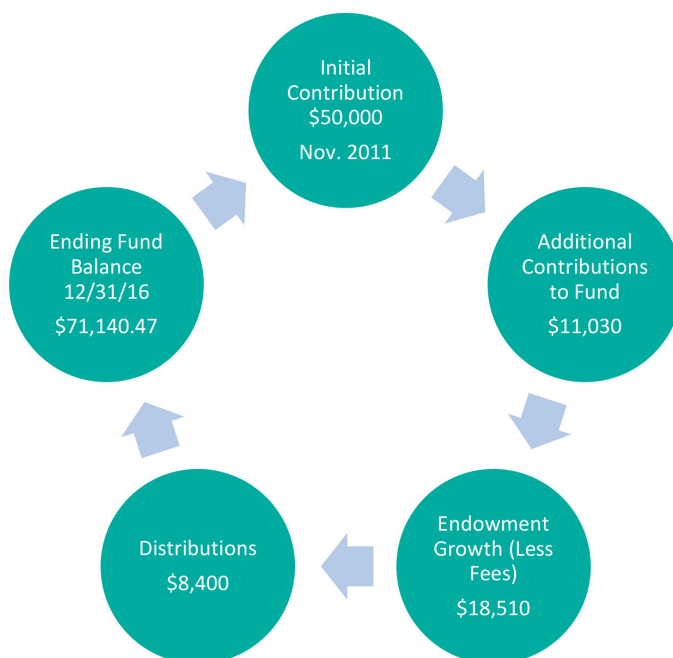 Initial
Contribution
$50,000
Nov. 2011
Additional
Contributions
to Fund
$11,030
Endowment
Growth (Less
Fees)
$18,510
Distributions
$8,400
Ending Fund
Balance
12/31/16
$71,140.47